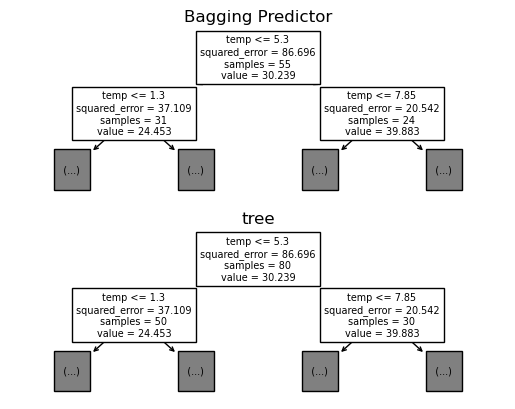 Bagging Predictor
temp <= 5.3
squared_error = 86.696
samples = 55
value = 30.239
temp <= 1.3
squared_error = 37.109
samples = 31
value = 24.453
temp <= 7.85
squared_error = 20.542
samples = 24
value = 39.883
(...)
(...)
(...)
(...)
tree
temp <= 5.3
squared_error = 86.696
samples = 80
value = 30.239
temp <= 1.3
squared_error = 37.109
samples = 50
value = 24.453
temp <= 7.85
squared_error = 20.542
samples = 30
value = 39.883
(...)
(...)
(...)
(...)